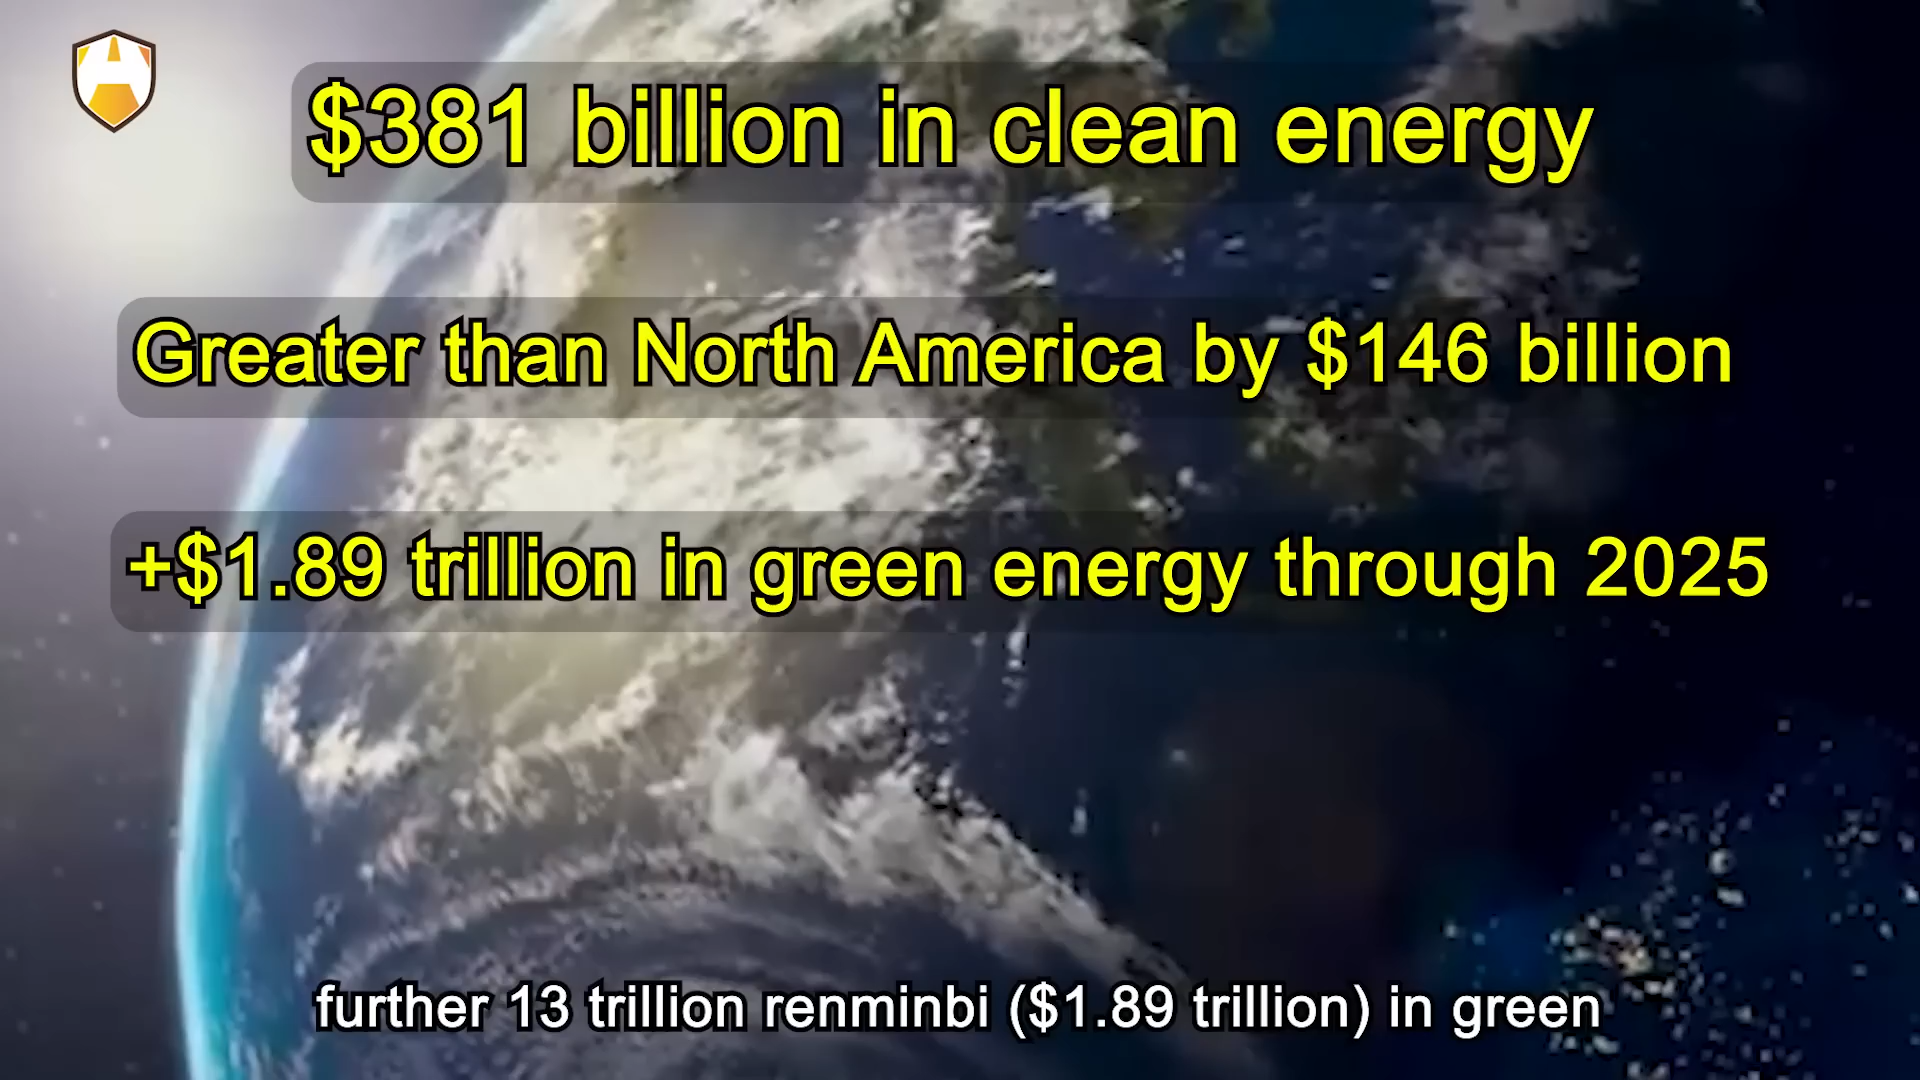 $381 billion in clean energy
Greater than North America by $146 billion
+$1.89 trillion in green energy through 2025
further 13 trillion renminbi ($1.89 trillion) in green